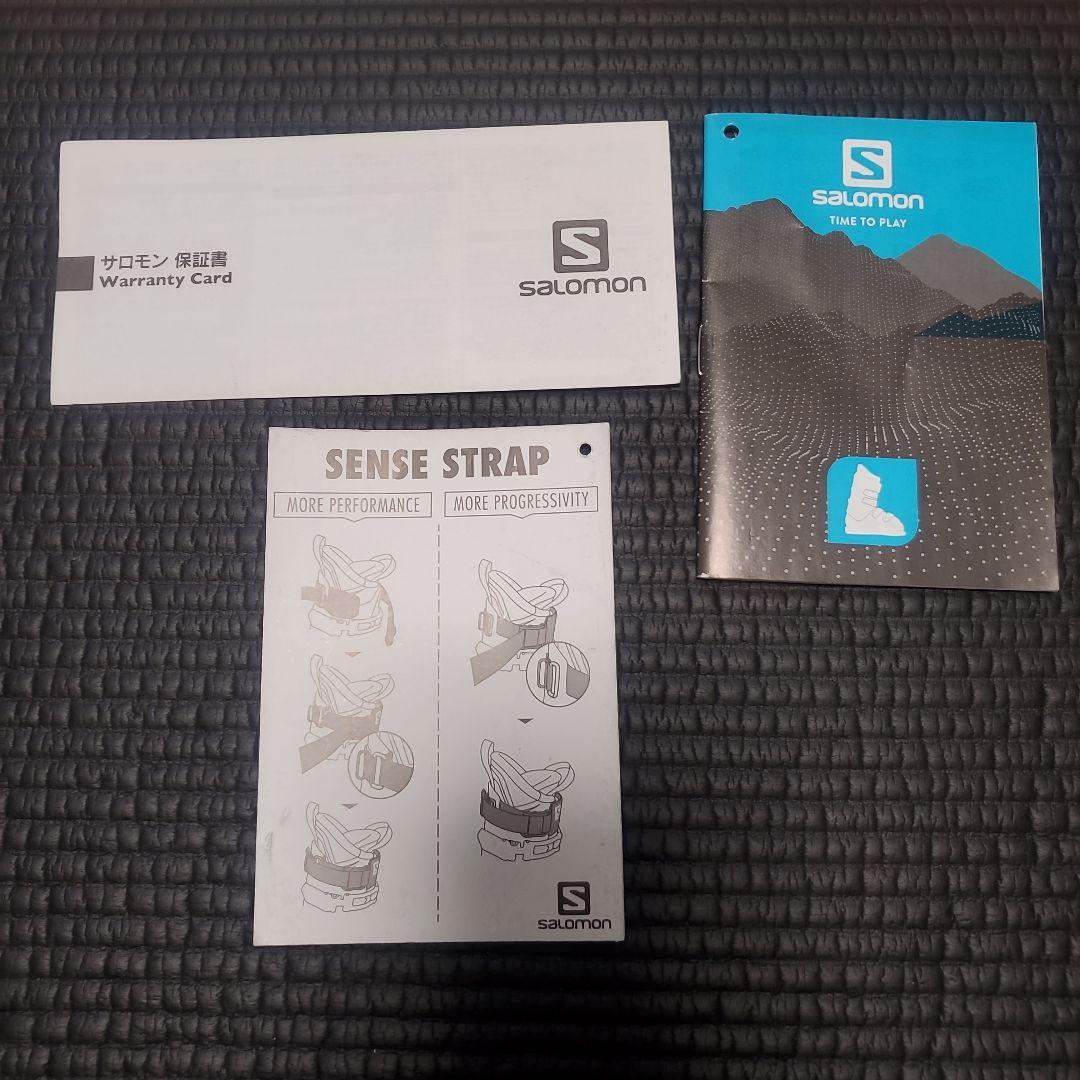 サロモン 保証書
Warranty Card
S
SALOMON
S
SALOMON
TIME TO PLAY
SENSE STRAP
MORE PERFORMANCE
MORE PROGRESSIVITY
S
SALOMON